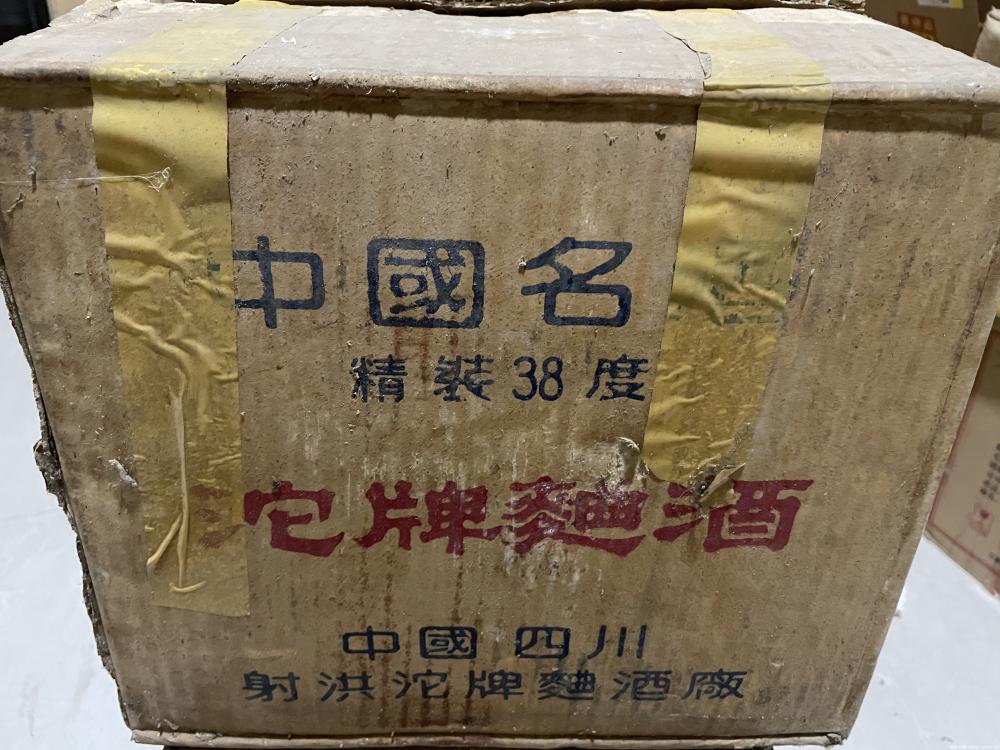 中國名
精裝38度
沱牌麯酒
中國 四川
射洪沱牌麯酒廠